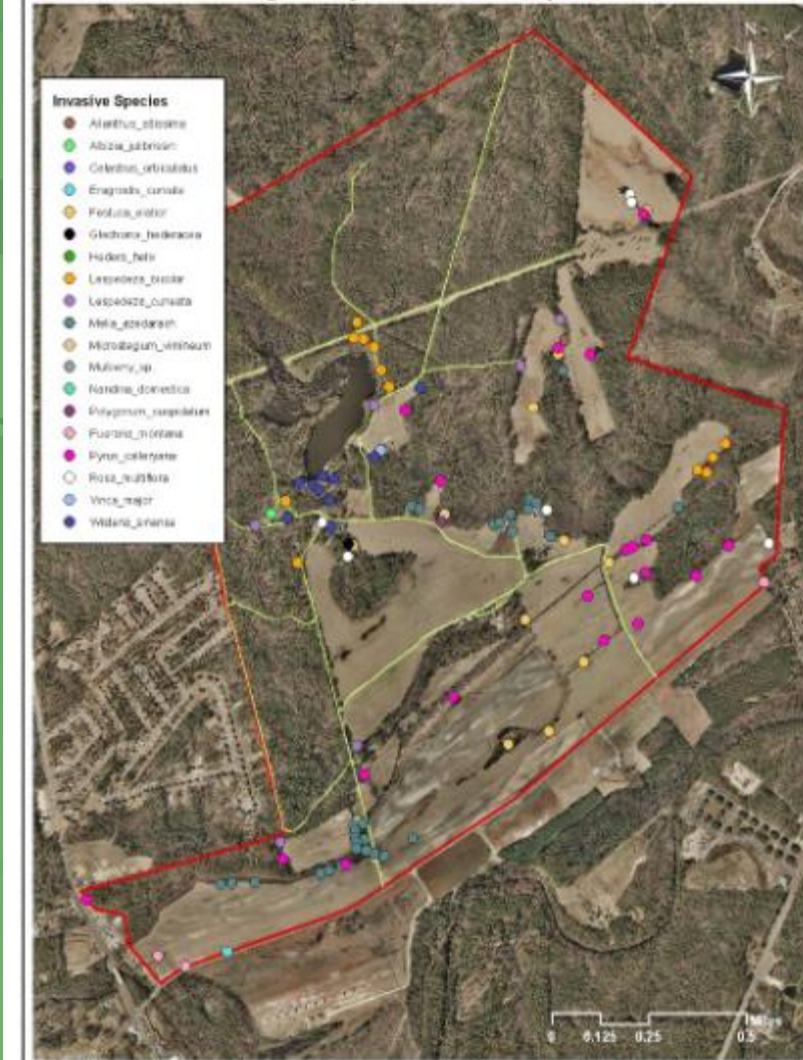 Invasive Species
Ailanthus_altissima
Albizia_julibrissin
Celastrus_orbiculatus
Eragrostis_curvula
Festuca_elatior
Glechoma_hederacea
Hedera_helix
Lespedeza_bicolor
Lespedeza_cuneata
Melia_azedarach
Microstegium_vimineum
Mulberry_sp.
Nandina_domestica
Polygonum_cuspidatum
Pueraria_montana
Pyrus_calleryana
Rosa_multiflora
Vinca_major
Wisteria_sinensis
N
Miles
0 0.125 0.25 0.5